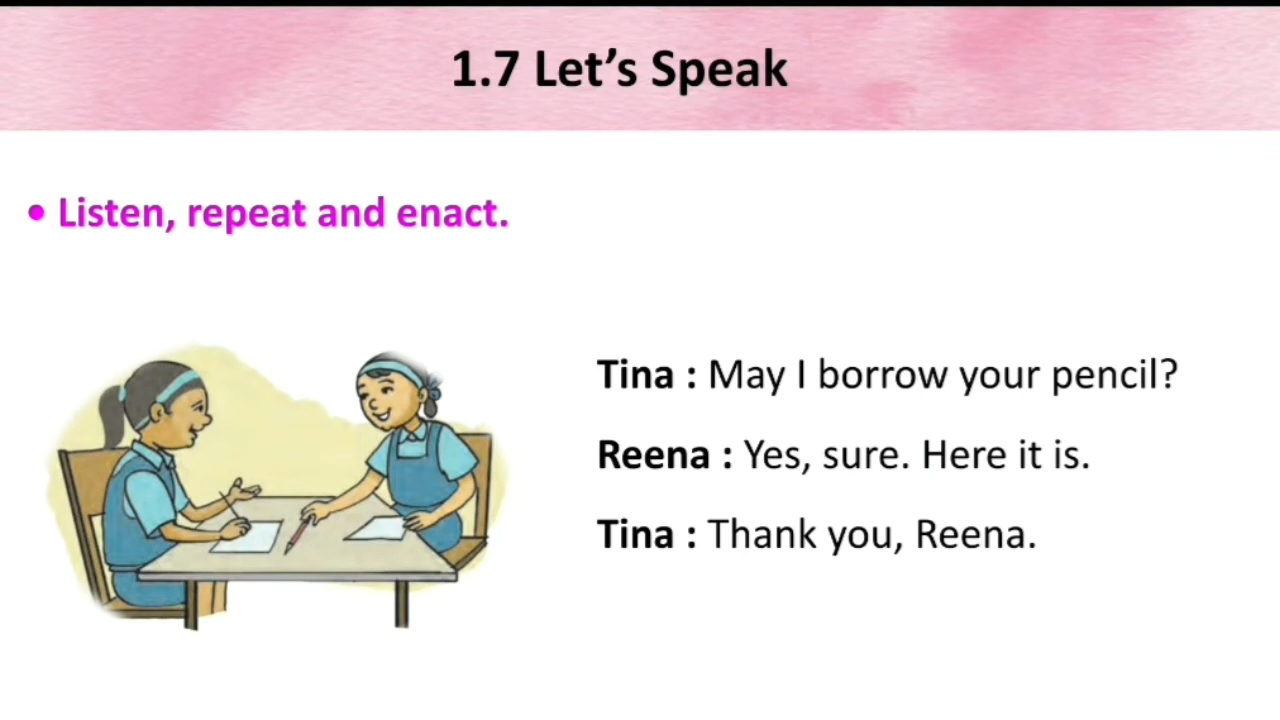 1.7 Let’s Speak
• Listen, repeat and enact.
Tina : May I borrow your pencil?
Reena : Yes, sure. Here it is.
Tina : Thank you, Reena.